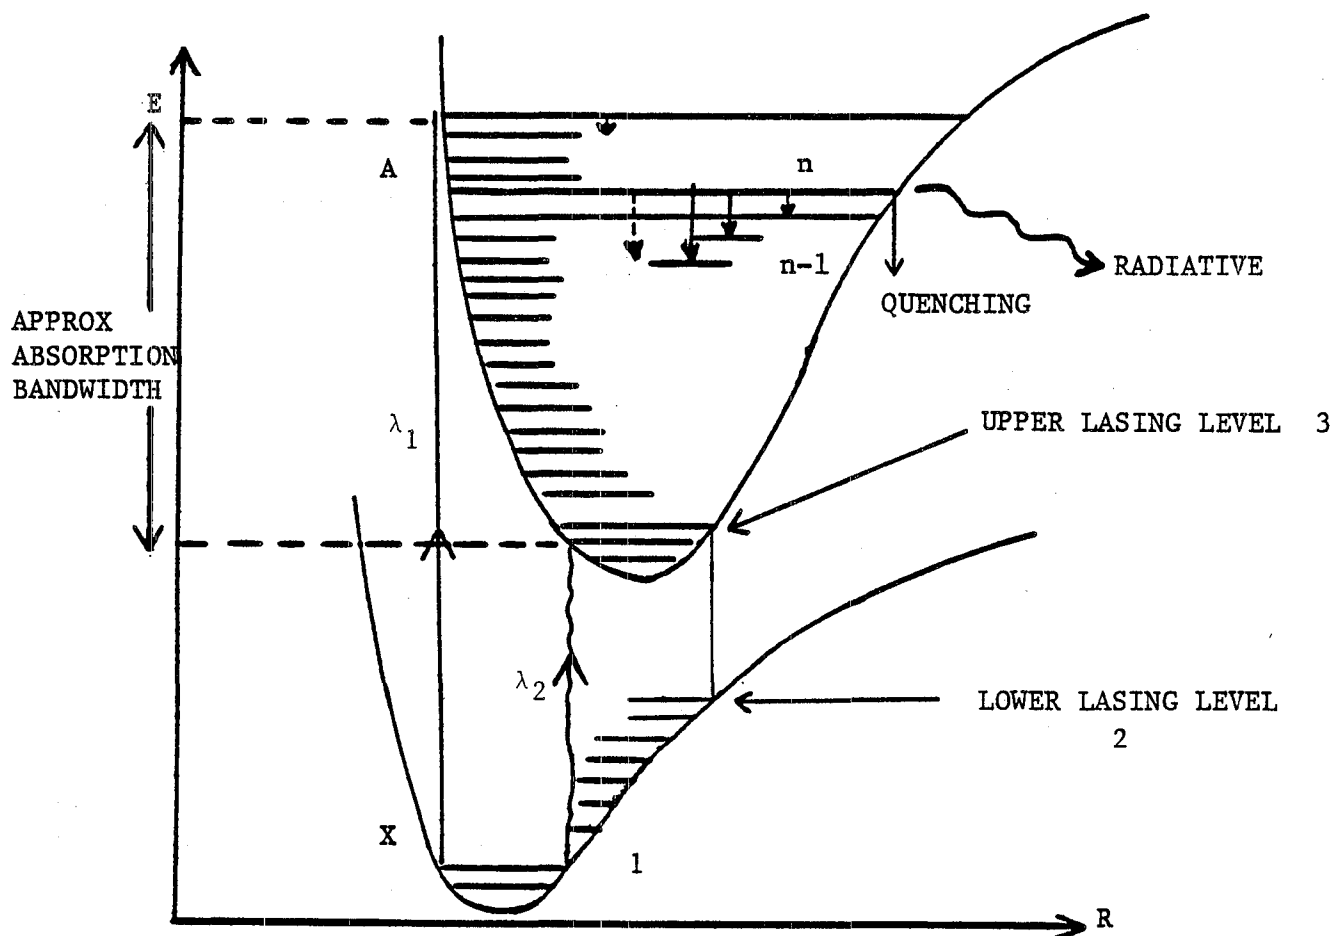 E
A
n
n-1
RADIATIVE
QUENCHING
APPROX
ABSORPTION
BANDWIDTH
λ1
UPPER LASING LEVEL 3
λ2
LOWER LASING LEVEL
2
X
1
R